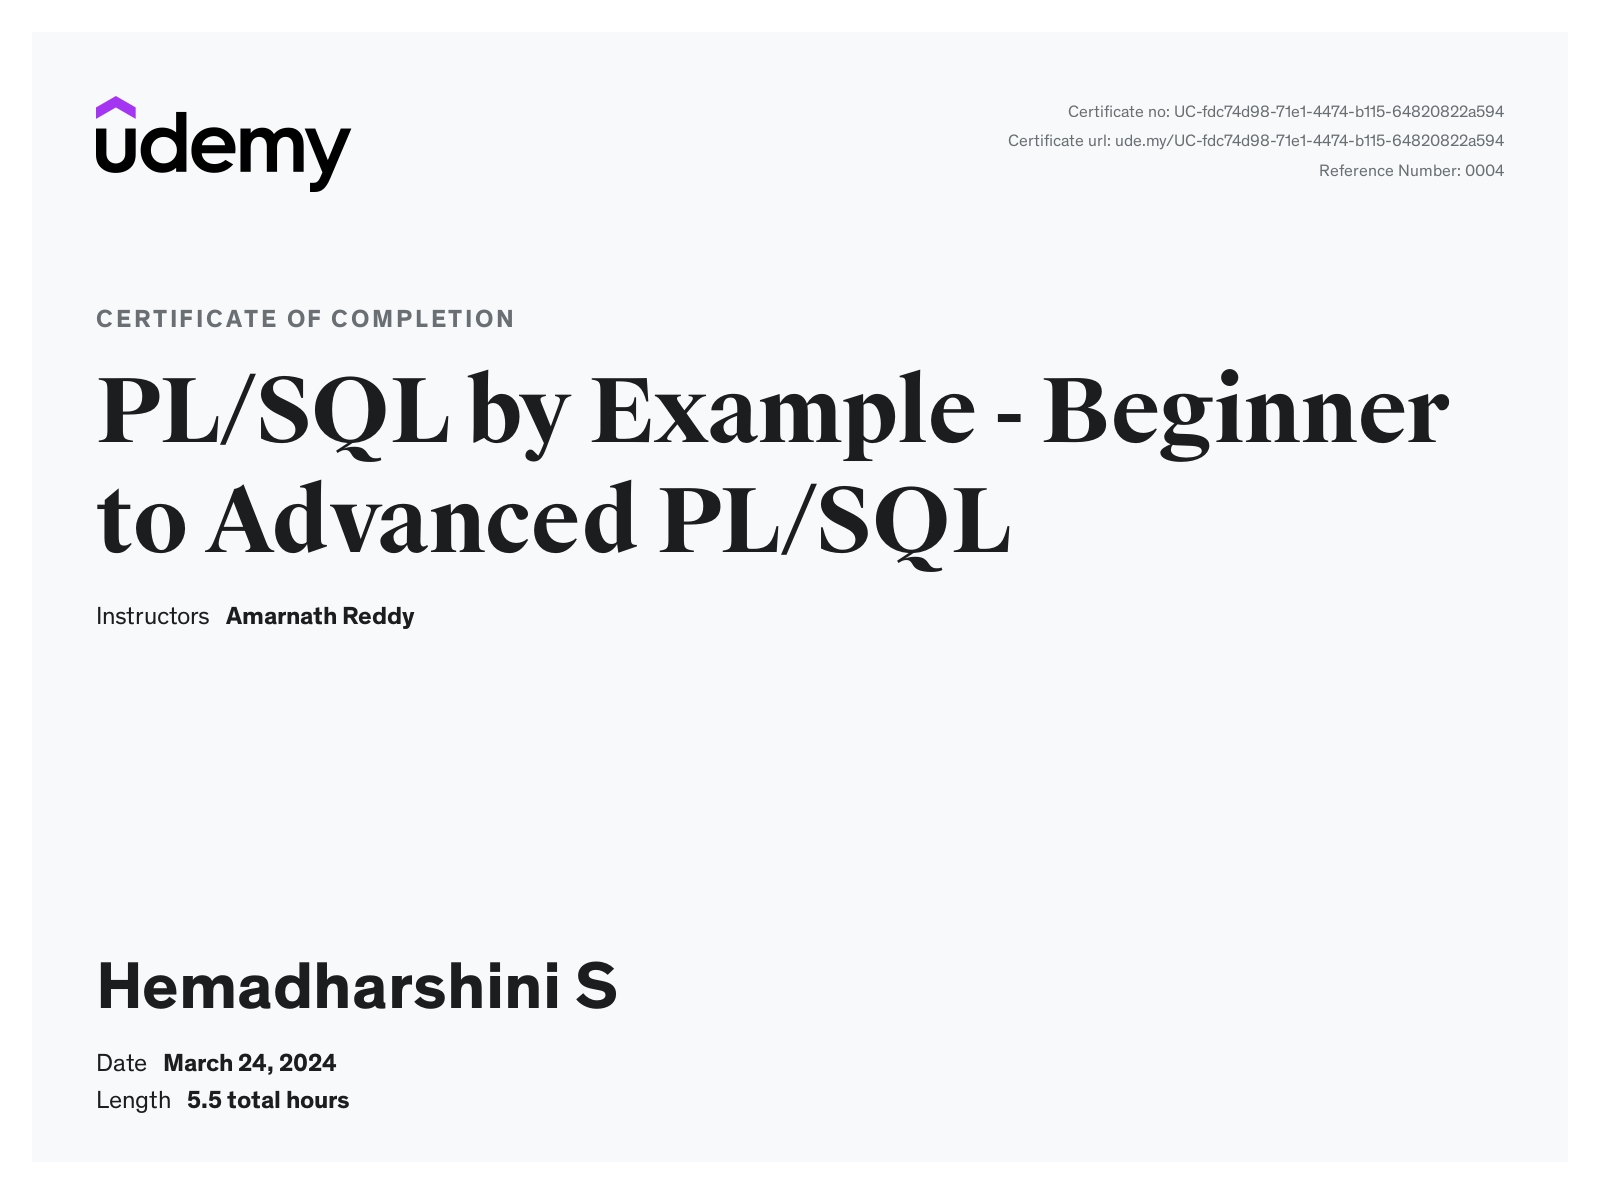 udemy
Certificate no: UC-fdc74d98-71e1-4474-b115-64820822a594
Certificate url: ude.my/UC-fdc74d98-71e1-4474-b115-64820822a594
Reference Number: 0004
CERTIFICATE OF COMPLETION
PL/SQL by Example - Beginner
to Advanced PL/SQL
Instructors Amarnath Reddy
Hemadharshini S
Date March 24, 2024
Length 5.5 total hours